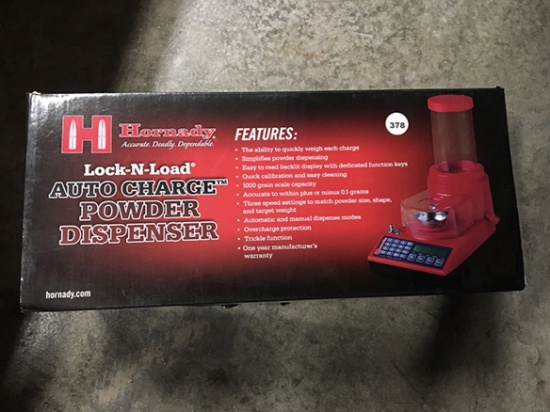 H Hornady
Accurate. Deadly. Dependable.
Lock-N-Load®
AUTO CHARGE™
POWDER
DISPENSER
hornady.com
FEATURES:
• The ability to quickly weigh each charge
• Simplifies powder dispensing
• Easy to read backlit display with dedicated function keys
• Quick calibration and easy cleaning
• 1000 grain scale capacity
• Accurate to within plus or minus 0.1 grains
• Three speed settings to match powder size, shape,
and target weight
• Automatic and manual dispense modes
• Overcharge protection
• Trickle function
• One year manufacturer's
warranty
378